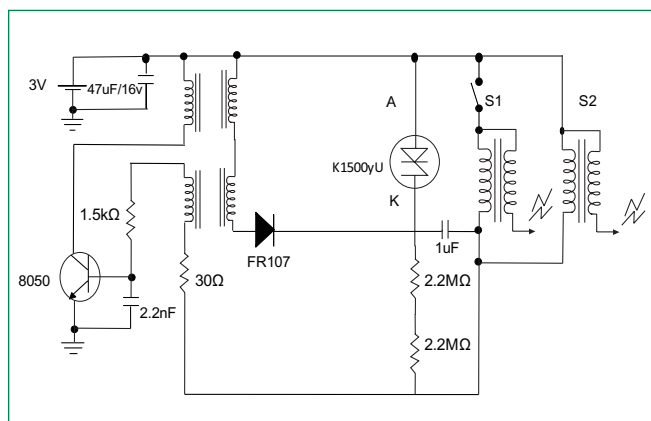 3V
47uF/16v
A
S1
S2
K1500yU
K
1.5kΩ
1uF
FR107
8050
30Ω
2.2MΩ
2.2nF
2.2MΩ